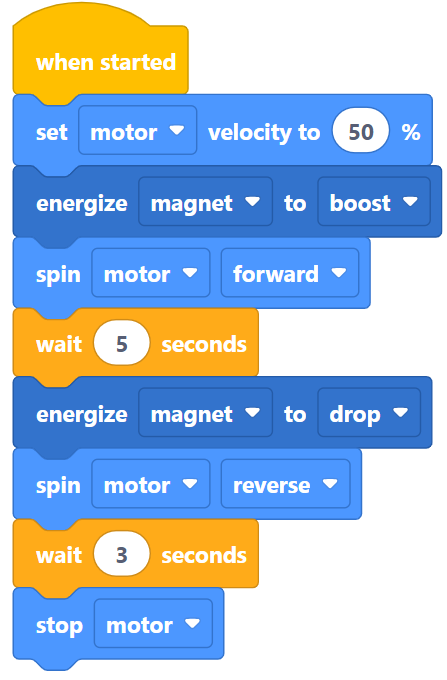 when started
set motor velocity to 50 %
energize magnet to boost
spin motor forward
wait 5 seconds
energize magnet to drop
spin motor reverse
wait 3 seconds
stop motor